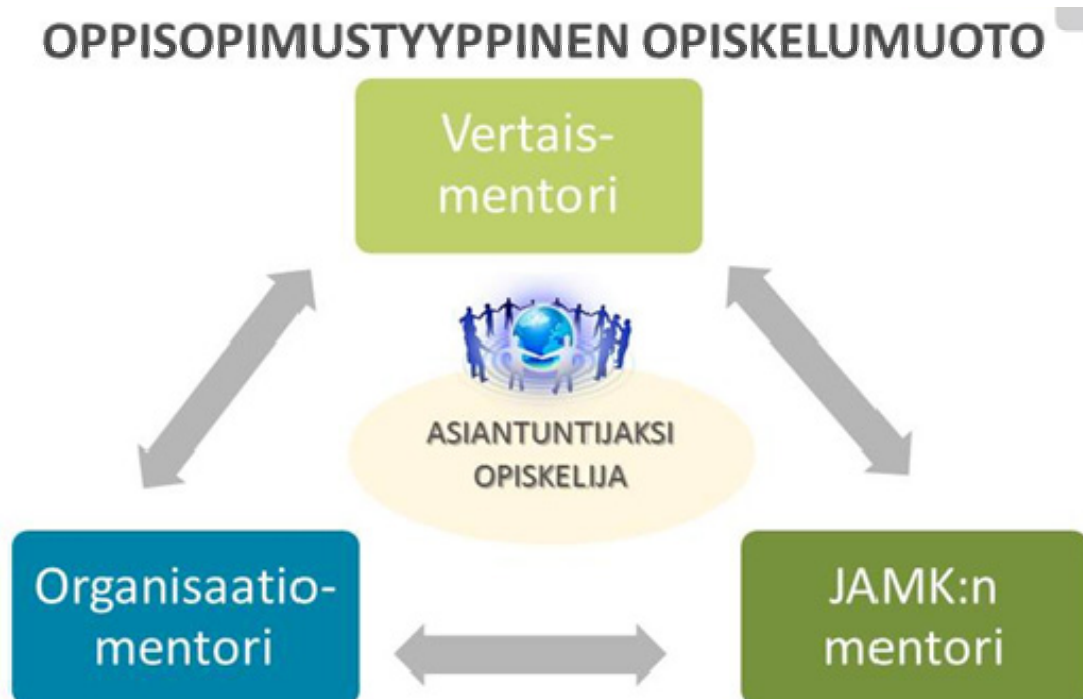 OPPISOPIMUSTYYPPINEN OPISKELUMUOTO
Vertais-
mentori
ASIANTUNTIJAKSI
OPISKELIJA
Organisaatio-
mentori
JAMK:n
mentori